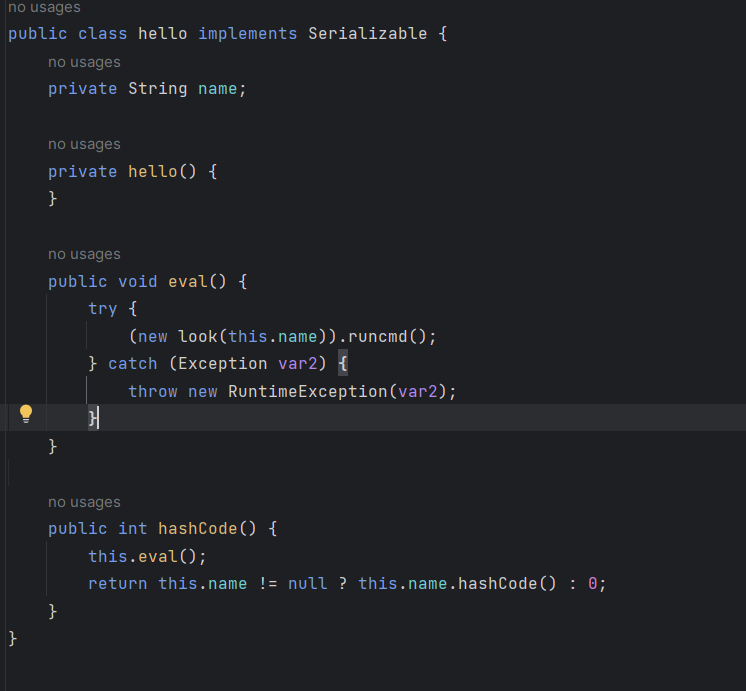 no usages
public class hello implements Serializable {
no usages
private String name;
no usages
private hello() {
}
no usages
public void eval() {
try {
(new look(this.name)).runcmd();
} catch (Exception var2) {
throw new RuntimeException(var2);
}
}
no usages
public int hashCode() {
this.eval();
return this.name != null ? this.name.hashCode() : 0;
}
}